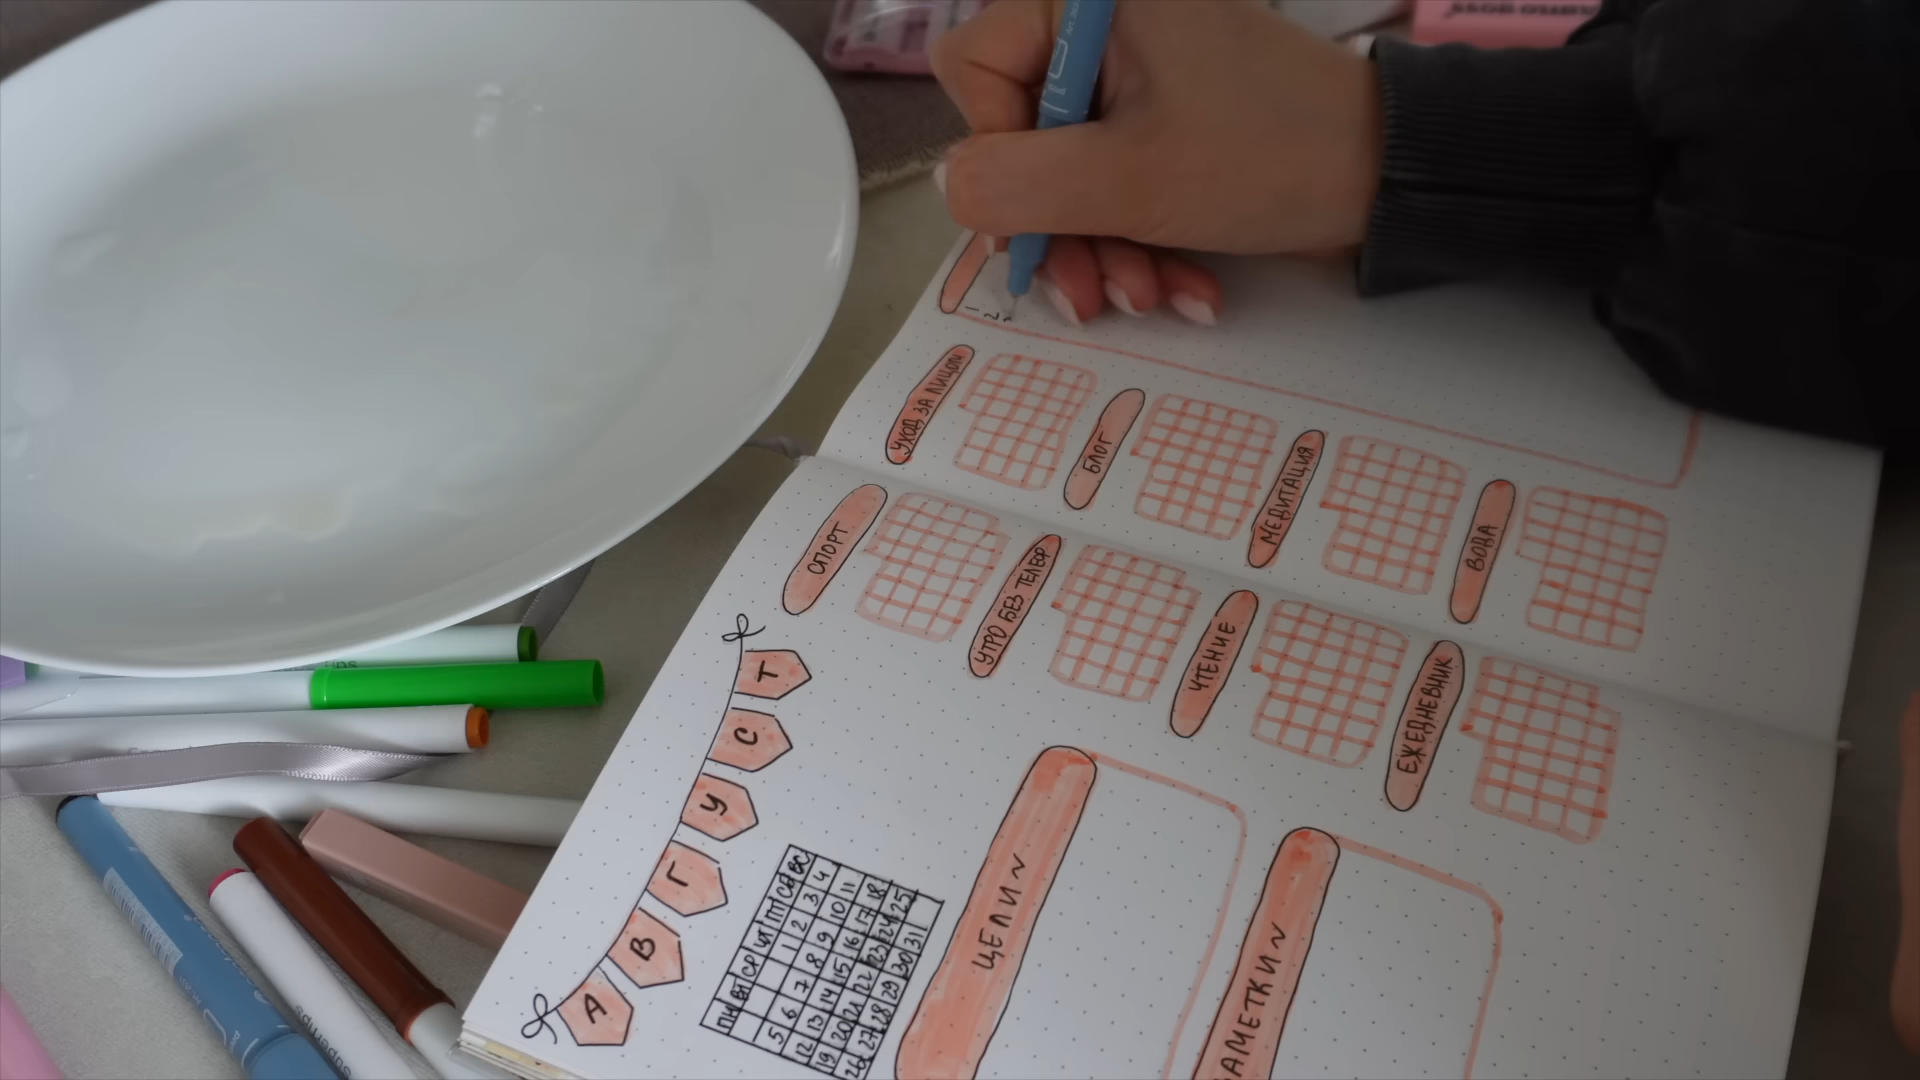 АВГУСТ
ПН ВТ СР ЧТ ПТ СБ ВС
1 2 3 4
5 6 7 8 9 10 11
12 13 14 15 16 17 18
19 20 21 22 23 24 25
26 27 28 29 30 31
СПОРТ
УТРО БЕЗ ТЕЛЕФ
ЧТЕНИЕ
ЕЖЕДНЕВНИК
ЦЕЛИ~
ЗАМЕТКИ~
УХОД ЗА ЛИЦОМ
БЛОГ
МЕДИТАЦИЯ
ВОДА
1 2